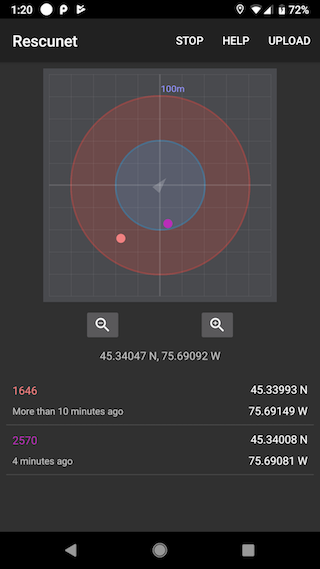 1:20
72%
Rescunet STOP HELP UPLOAD
100m
45.34047 N, 75.69092 W
1646 45.33993 N
More than 10 minutes ago 75.69149 W
2570 45.34008 N
4 minutes ago 75.69081 W